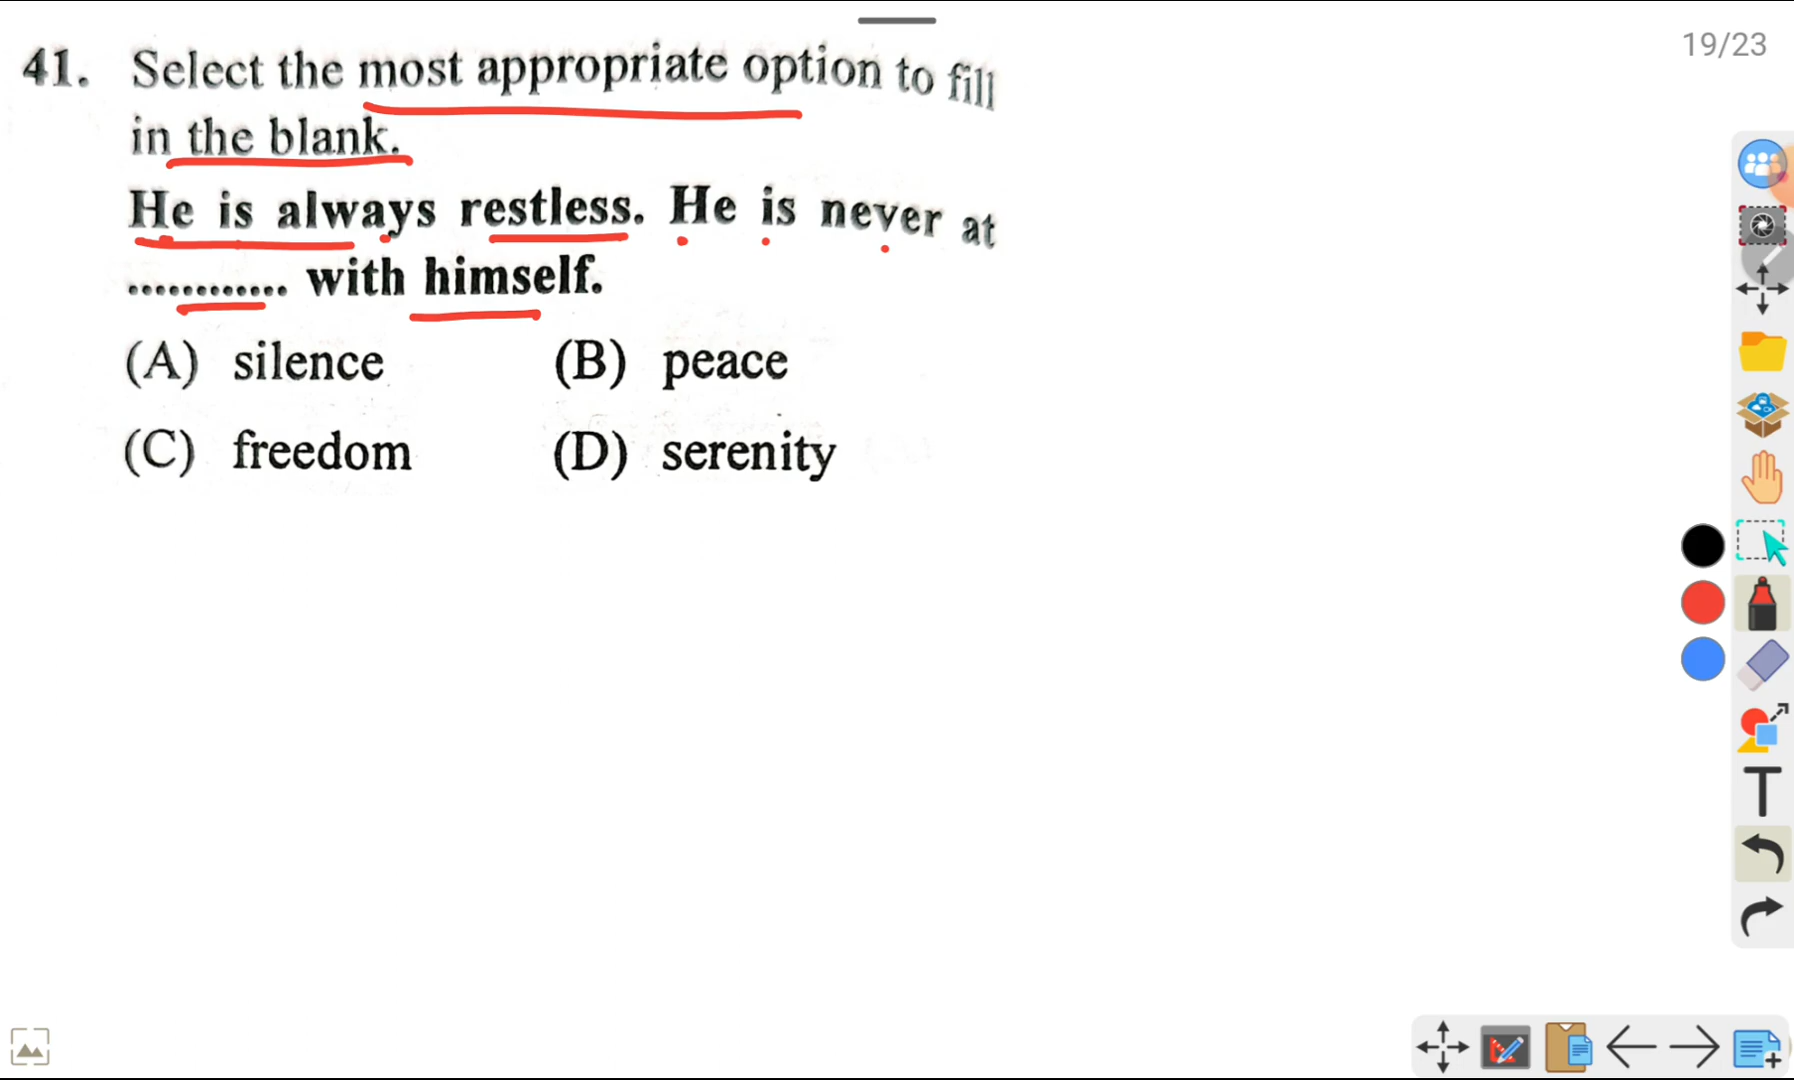 19/23
41. Select the most appropriate option to fill
in the blank.
He is always restless. He is never at
............ with himself.
(A) silence (B) peace
(C) freedom (D) serenity
T